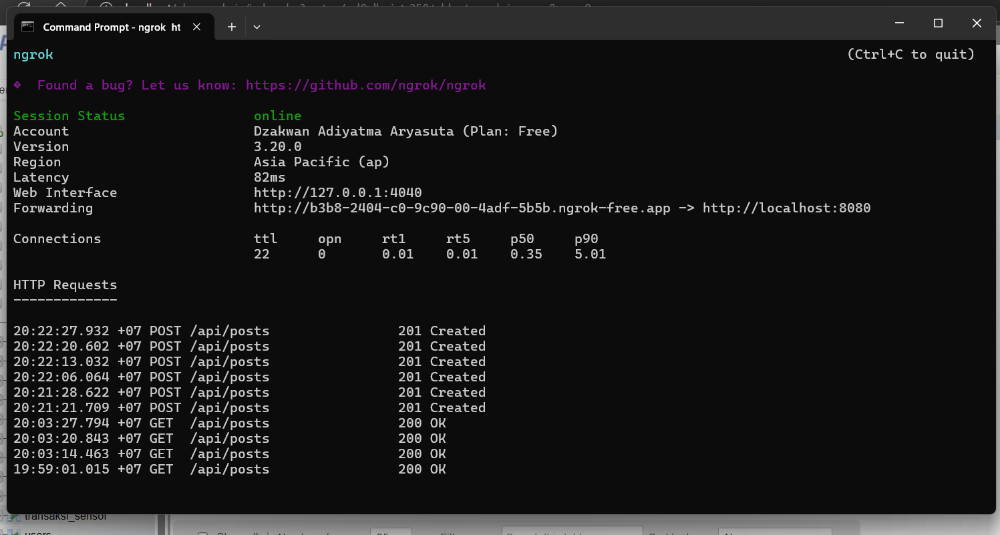 Command Prompt - ngrok ht
ngrok (Ctrl+C to quit)
� Found a bug? Let us know: https://github.com/ngrok/ngrok
Session Status online
Account Dzakwan Adiyatma Aryasuta (Plan: Free)
Version 3.20.0
Region Asia Pacific (ap)
Latency 82ms
Web Interface http://127.0.0.1:4040
Forwarding http://b3b8-2404-c0-9c90-00-4adf-5b5b.ngrok-free.app -> http://localhost:8080
Connections ttl opn rt1 rt5 p50 p90
22 0 0.01 0.01 0.35 5.01
HTTP Requests
-------------
20:22:27.932 +07 POST /api/posts 201 Created
20:22:20.602 +07 POST /api/posts 201 Created
20:22:13.032 +07 POST /api/posts 201 Created
20:22:06.064 +07 POST /api/posts 201 Created
20:21:28.622 +07 POST /api/posts 201 Created
20:21:21.709 +07 POST /api/posts 201 Created
20:03:27.794 +07 GET /api/posts 200 OK
20:03:20.843 +07 GET /api/posts 200 OK
20:03:14.463 +07 GET /api/posts 200 OK
19:59:01.015 +07 GET /api/posts 200 OK
transaksi_sensor
users